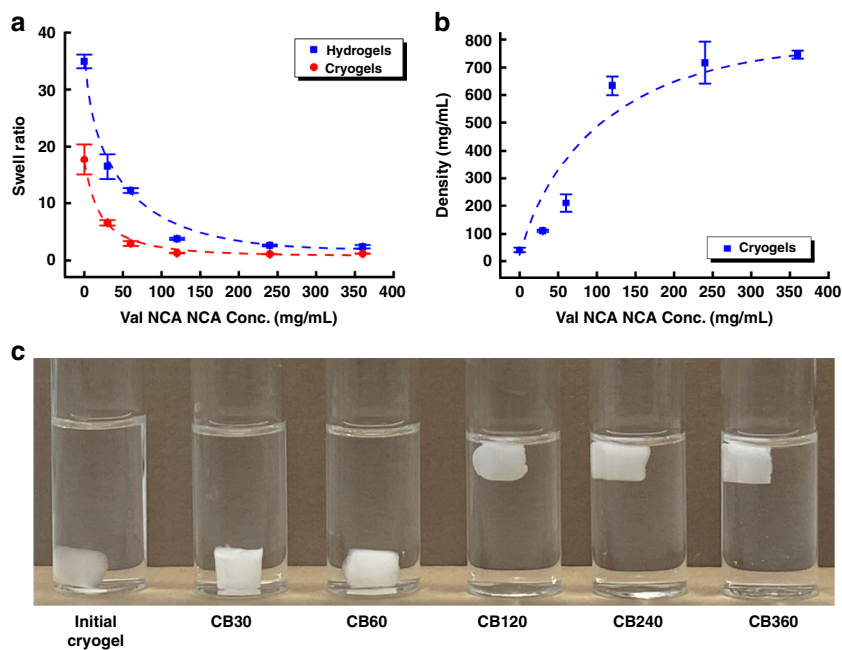 a
40
30
20
10
0
Swell ratio
Hydrogels
Cryogels
0 50 100 150 200 250 300 350 400
Val NCA NCA Conc. (mg/mL)
b
800
700
600
500
400
300
200
100
0
Density (mg/mL)
Cryogels
0 50 100 150 200 250 300 350 400
Val NCA NCA Conc. (mg/mL)
c
Initial
cryogel
CB30
CB60
CB120
CB240
CB360